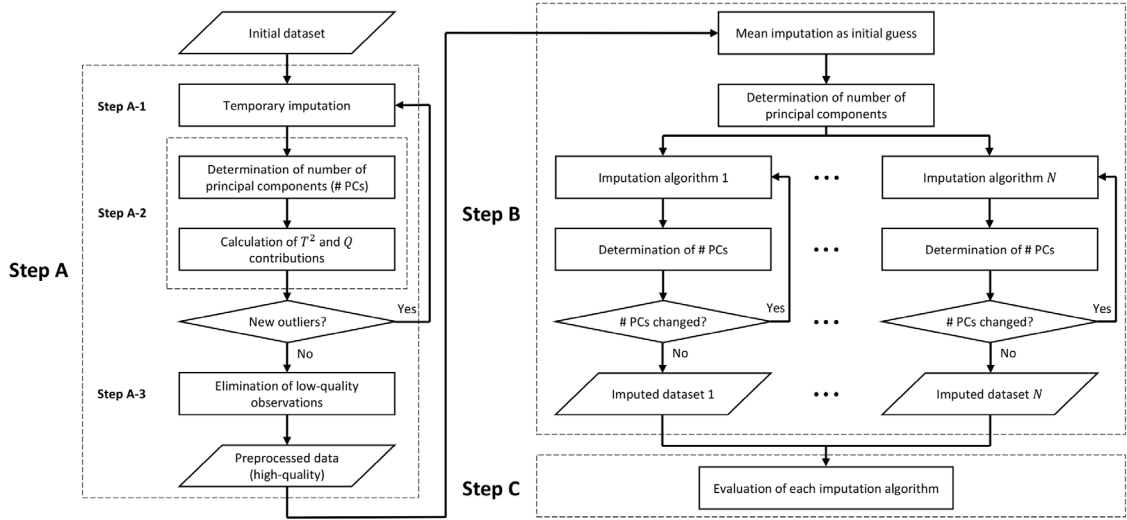 Initial dataset
Step A
Step A-1
Temporary imputation
Step A-2
Determination of number of
principal components (# PCs)
Calculation of T² and Q
contributions
New outliers?
Yes
No
Step A-3
Elimination of low-quality
observations
Preprocessed data
(high-quality)
Step B
Mean imputation as initial guess
Determination of number of
principal components
Imputation algorithm 1
• • •
Imputation algorithm N
Determination of # PCs
• • •
Determination of # PCs
# PCs changed?
Yes
• • •
# PCs changed?
Yes
No
No
Imputed dataset 1
• • •
Imputed dataset N
Step C
Evaluation of each imputation algorithm